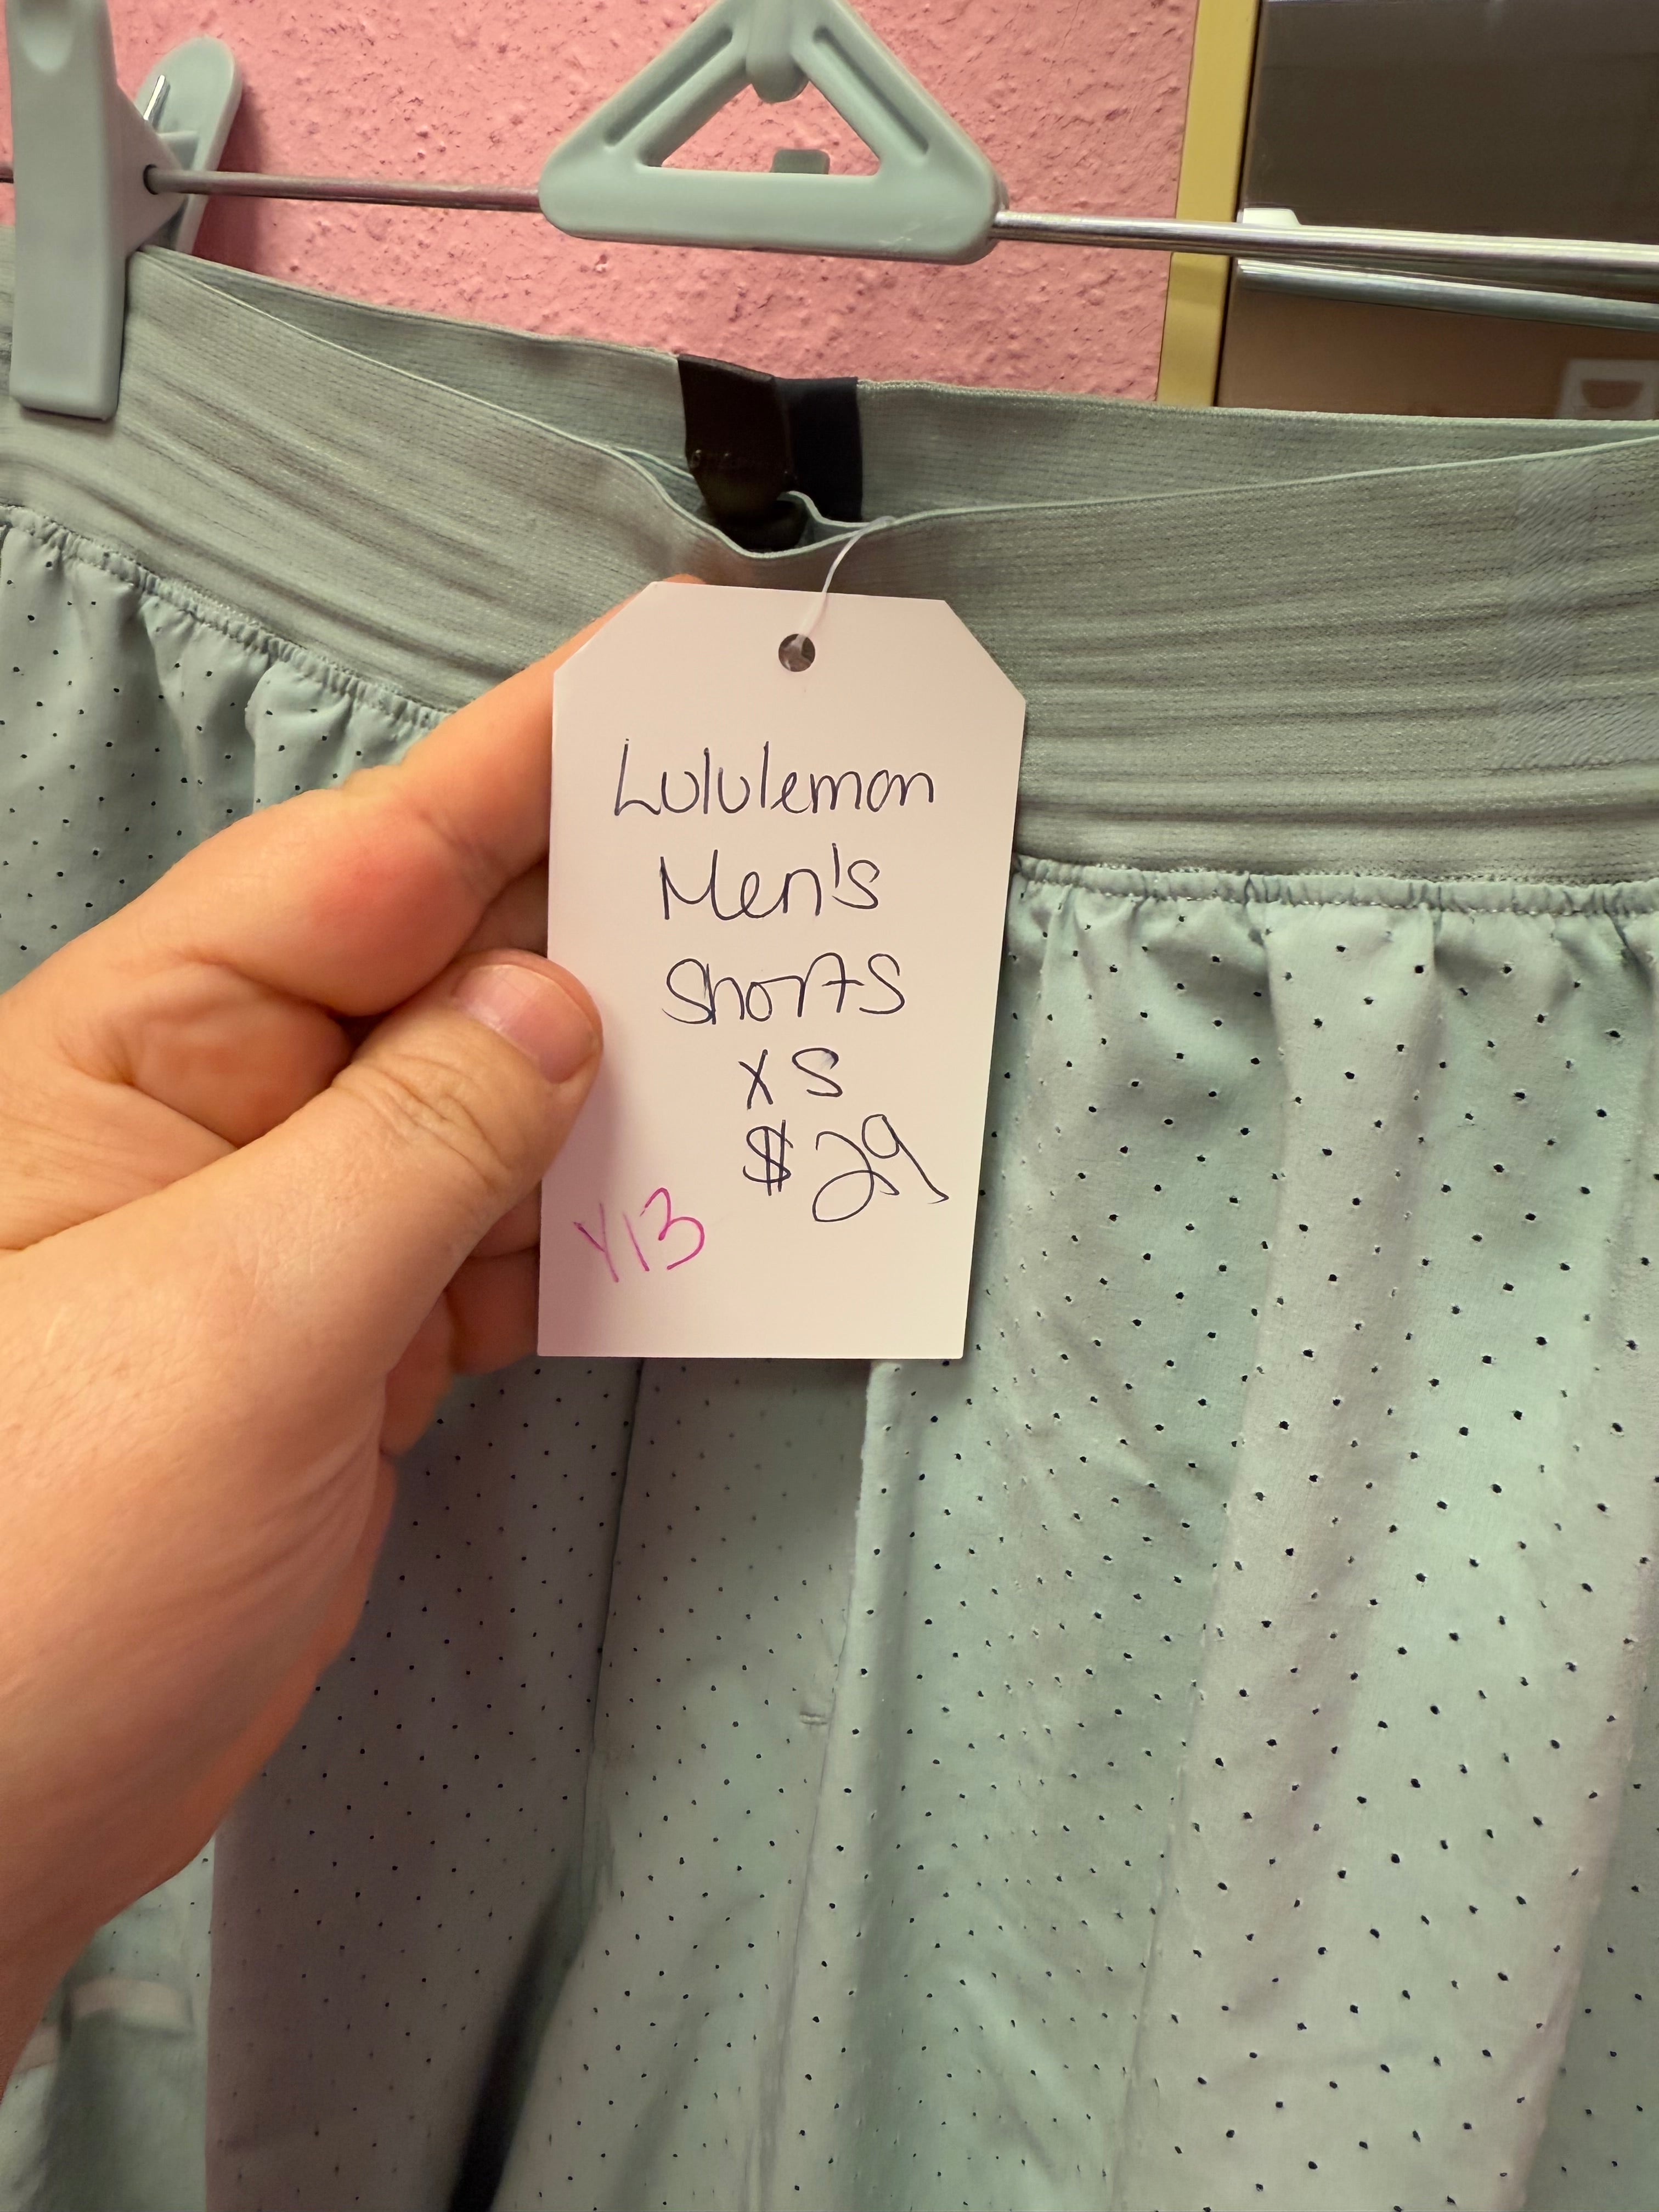 Lululemon
Men's
Shorts
XS
$29
Y13